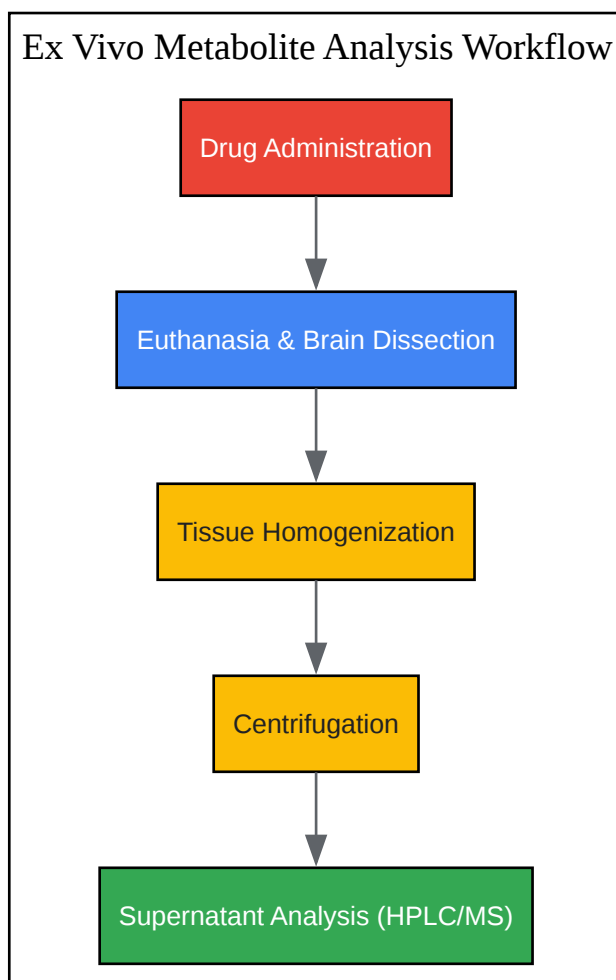 Ex Vivo Metabolite Analysis Workflow
Drug Administration
Euthanasia & Brain Dissection
Tissue Homogenization
Centrifugation
Supernatant Analysis (HPLC/MS)